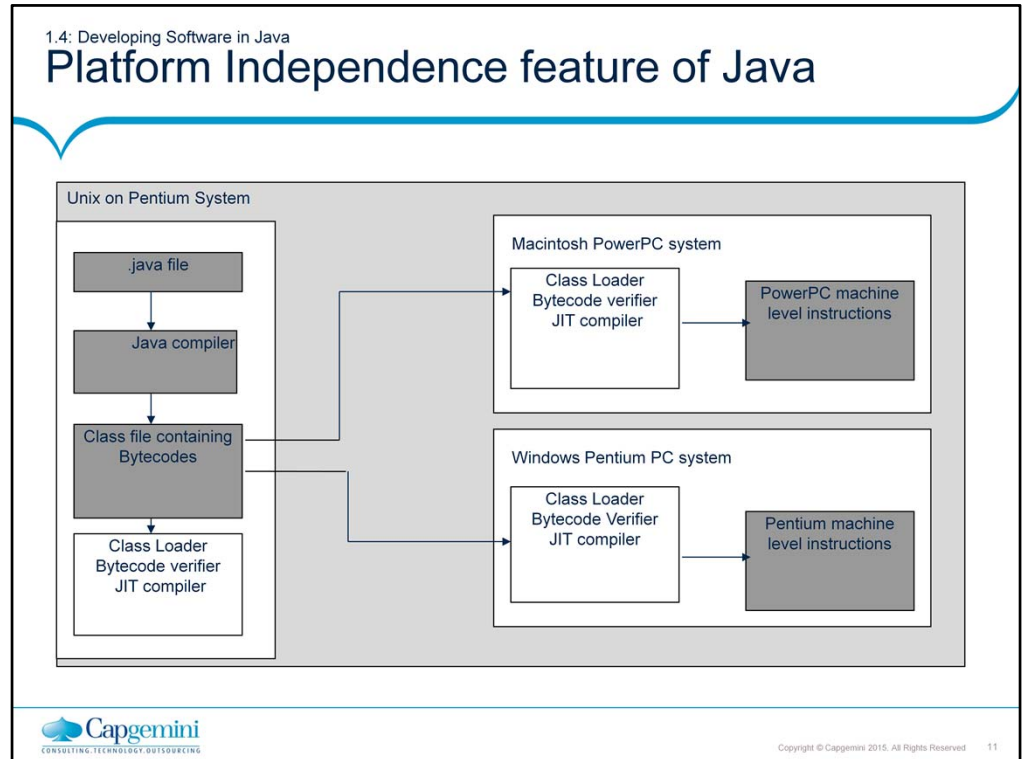 1.4: Developing Software in Java
Platform Independence feature of Java
Unix on Pentium System
.java file
Java compiler
Class file containing
Bytecodes
Class Loader
Bytecode verifier
JIT compiler
Macintosh PowerPC system
Class Loader
Bytecode verifier
JIT compiler
PowerPC machine
level instructions
Windows Pentium PC system
Class Loader
Bytecode Verifier
JIT compiler
Pentium machine
level instructions
Capgemini
CONSULTING.TECHNOLOGY.OUTSOURCING
Copyright © Capgemini 2015. All Rights Reserved 11